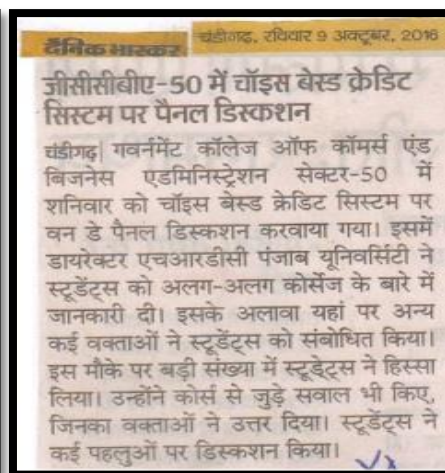 दैनिक भास्कर चंडीगढ़, रविवार 9 अक्टूबर, 2016
जीसीसीबीए-50 में चॉइस बेस्ड क्रेडिट
सिस्टम पर पैनल डिस्कशन
चंडीगढ़| गवर्नमेंट कॉलेज ऑफ कॉमर्स एंड
बिजनेस एडमिनिस्ट्रेशन सेक्टर-50 में
शनिवार को चॉइस बेस्ड क्रेडिट सिस्टम पर
वन डे पैनल डिस्कशन करवाया गया। इसमें
डायरेक्टर एचआरडीसी पंजाब यूनिवर्सिटी ने
स्टूडेंट्स को अलग-अलग कोर्सेज के बारे में
जानकारी दी। इसके अलावा यहां पर अन्य
कई वक्ताओं ने स्टूडेंट्स को संबोधित किया।
इस मौके पर बड़ी संख्या में स्टूडेंट्स ने हिस्सा
लिया। उन्होंने कोर्स से जुड़े सवाल भी किए,
जिनका वक्ताओं ने उत्तर दिया। स्टूडेंट्स ने
कई पहलुओं पर डिस्कशन किया।